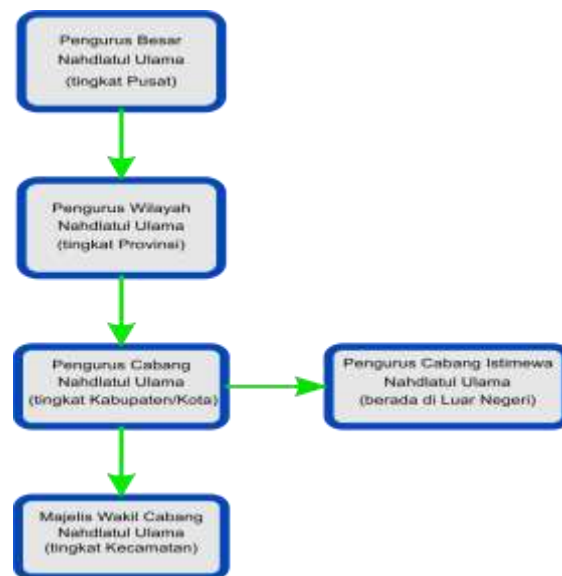 Pengurus Besar
Nahdlatul Ulama
(tingkat Pusat)
Pengurus Wilayah
Nahdlatul Ulama
(tingkat Provinsi)
Pengurus Cabang
Nahdlatul Ulama
(tingkat Kabupaten/Kota)
Pengurus Cabang Istimewa
Nahdlatul Ulama
(berada di Luar Negeri)
Majelis Wakil Cabang
Nahdlatul Ulama
(tingkat Kecamatan)